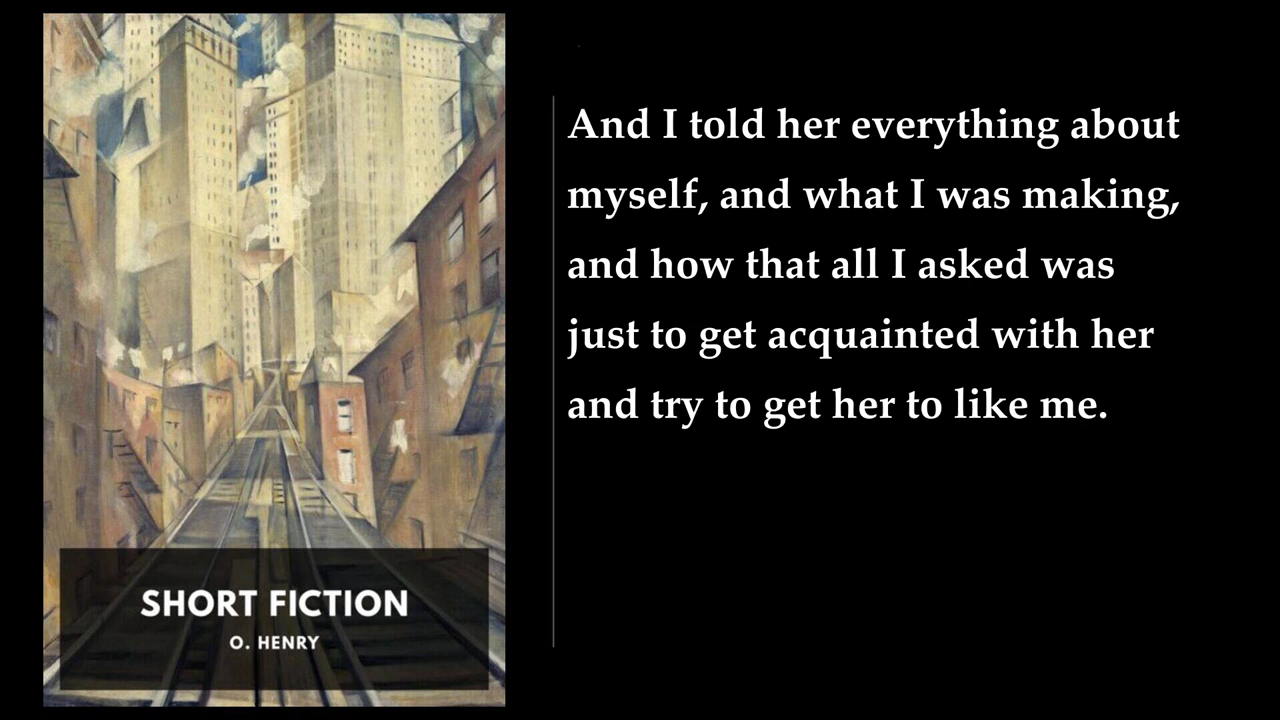 SHORT FICTION
O. HENRY
And I told her everything about
myself, and what I was making,
and how that all I asked was
just to get acquainted with her
and try to get her to like me.